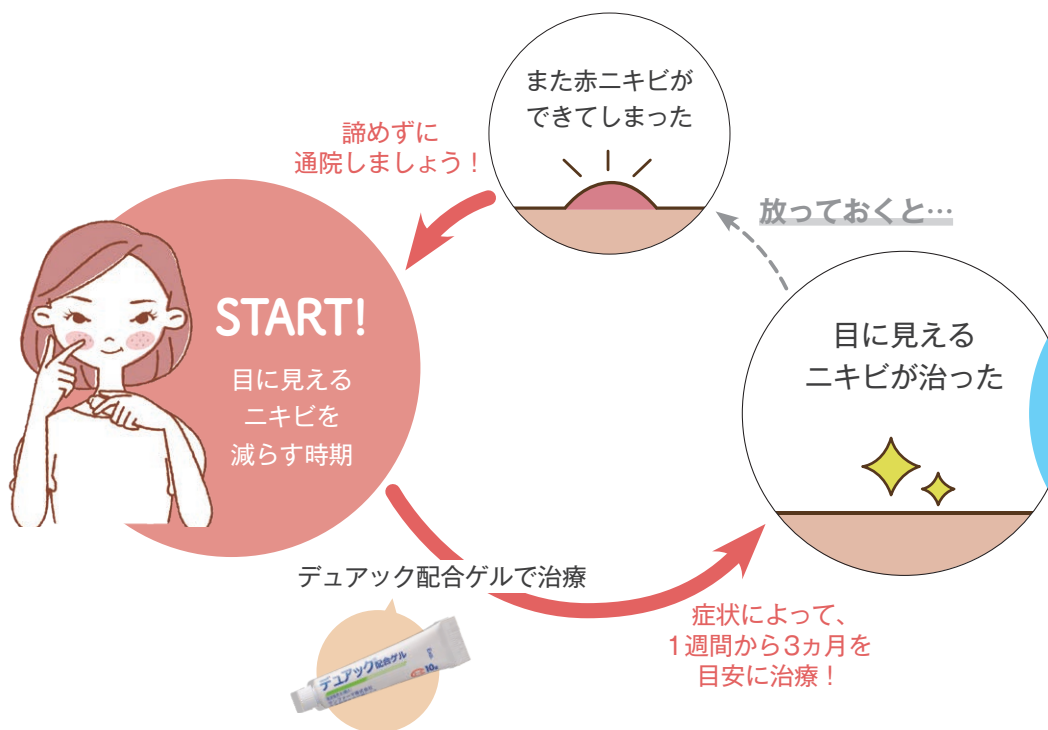 また赤ニキビが
できてしまった
諦めずに
通院しましょう！
放っておくと…
START!
目に見える
ニキビを
減らす時期
目に見える
ニキビが治った
デュアック配合ゲルで治療
症状によって、
1週間から3ヵ月を
目安に治療！
デュアック配合ゲル
10g